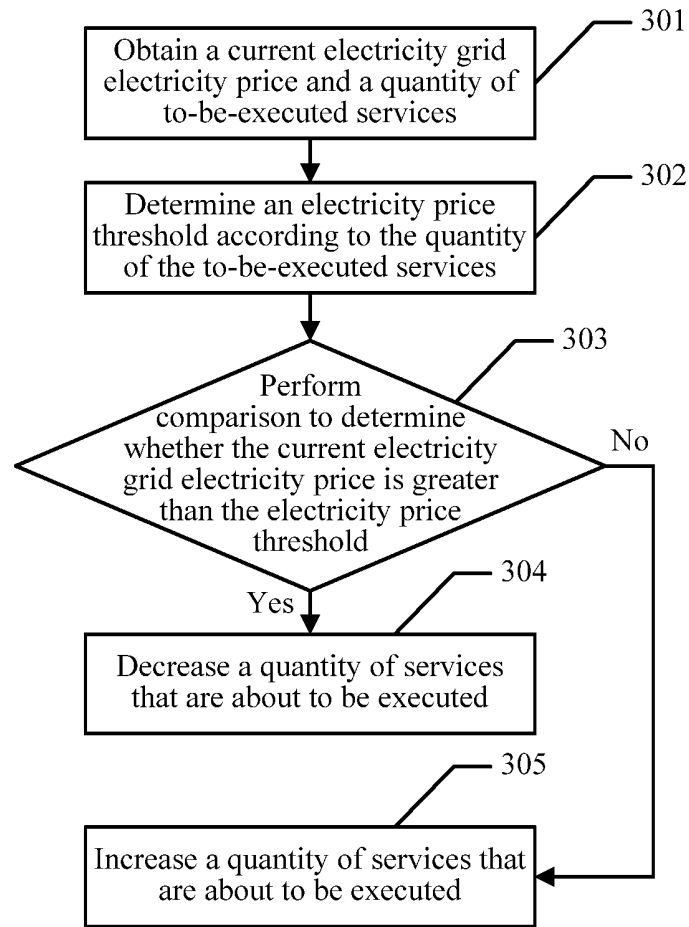 301
Obtain a current electricity grid
electricity price and a quantity of
to-be-executed services
302
Determine an electricity price
threshold according to the quantity
of the to-be-executed services
303
Perform
comparison to determine
whether the current electricity
grid electricity price is greater
than the electricity price
threshold
No
Yes
304
Decrease a quantity of services
that are about to be executed
305
Increase a quantity of services that
are about to be executed